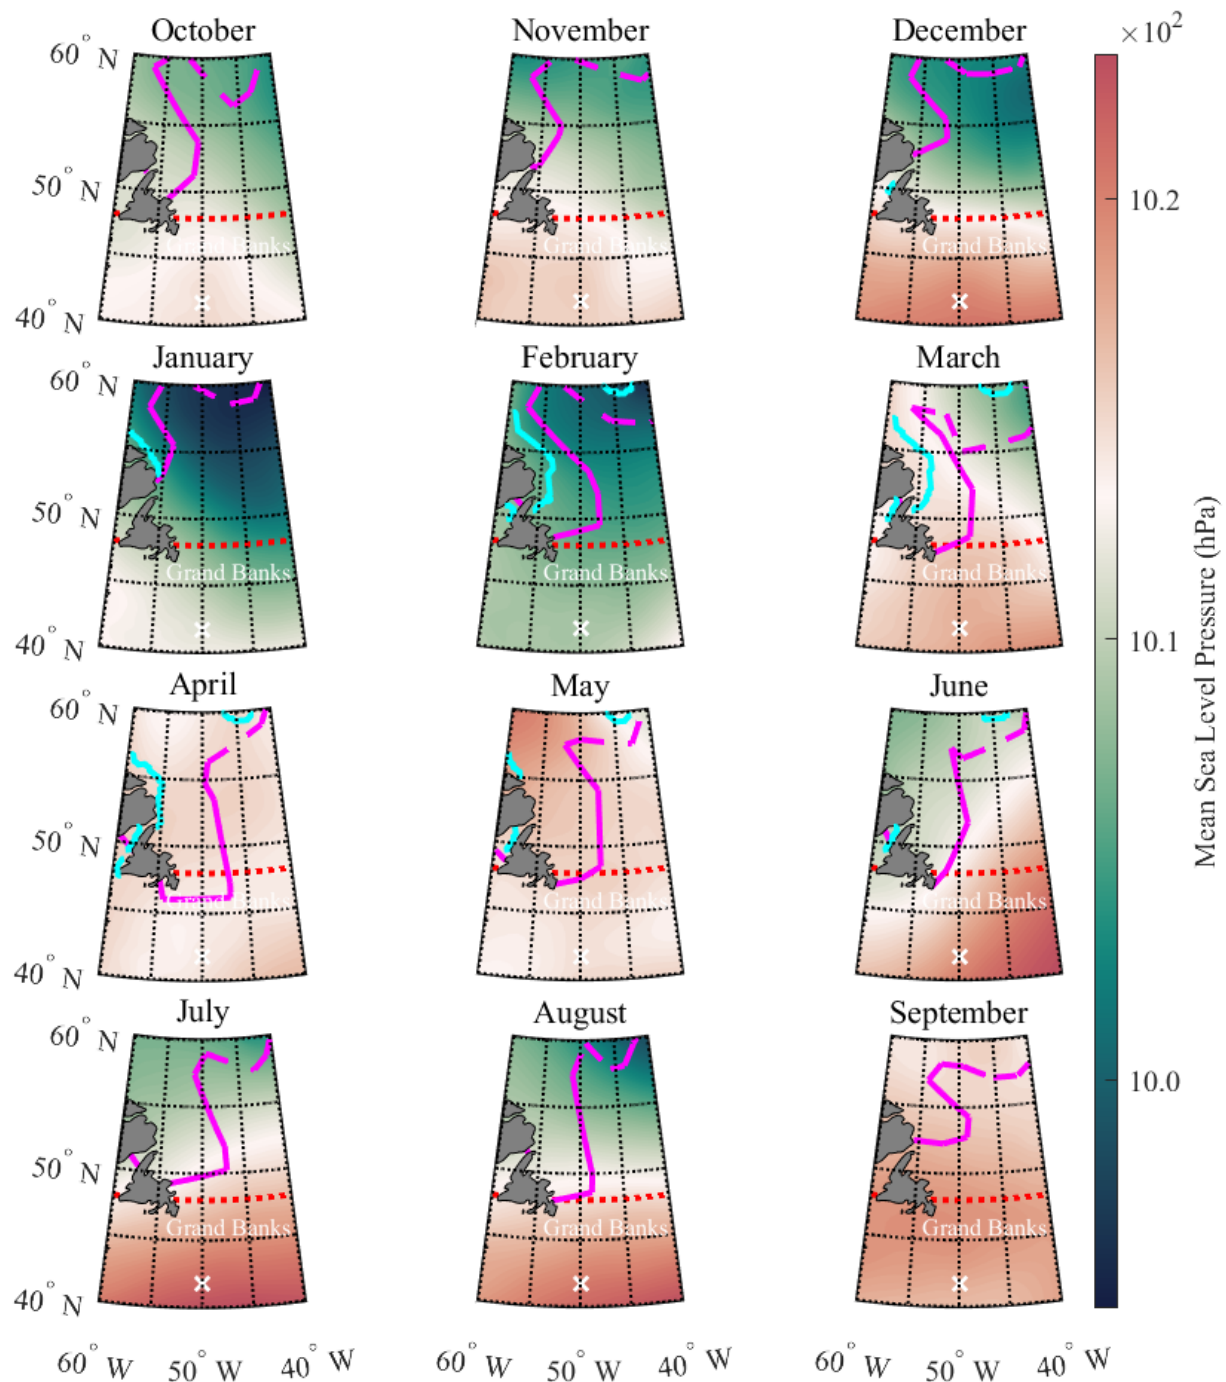 October November December
×10²
60° N
50° N
Grand Banks Grand Banks Grand Banks
10.2
40° N
January February March
60° N
50° N
Grand Banks Grand Banks
10.1
40° N
Mean Sea Level Pressure (hPa)
April May June
60° N
50° N
Grand Banks Grand Banks Grand Banks
40° N
July August September
60° N
10.0
50° N
Grand Banks Grand Banks Grand Banks
40° N
60° W 50° W 40° W 60° W 50° W 40° W 60° W 50° W 40° W